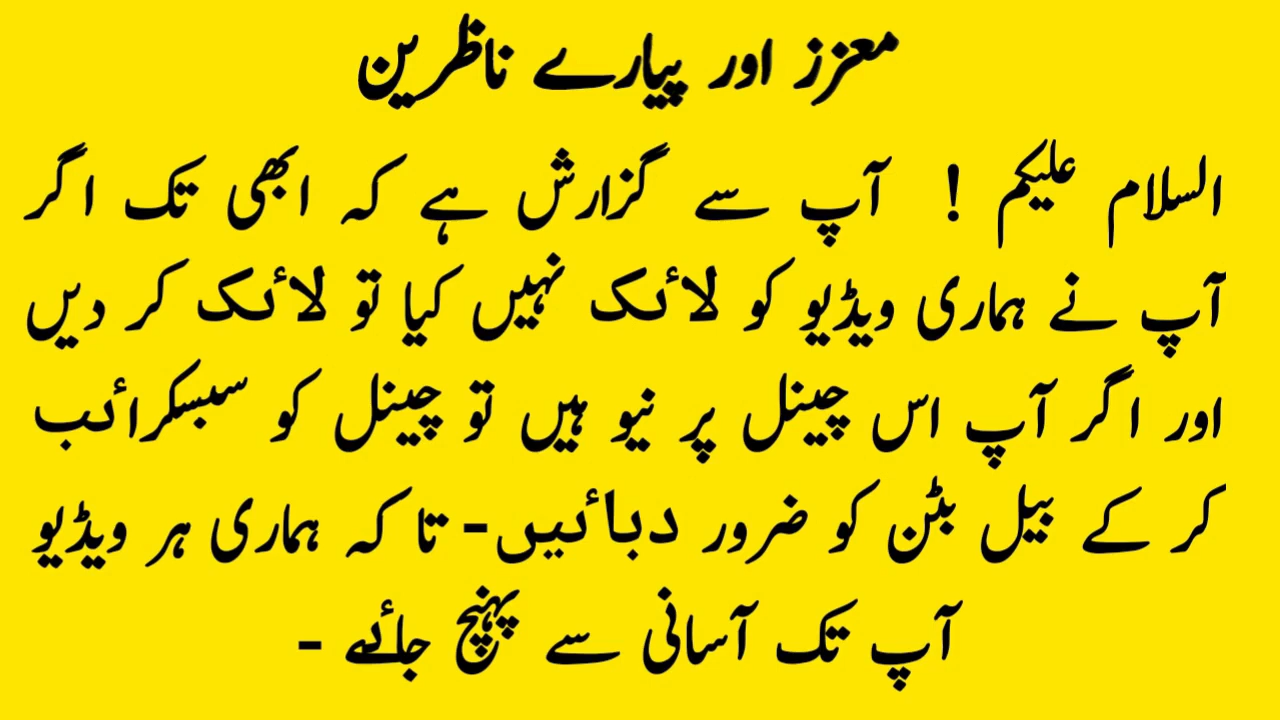 معزز اور پیارے ناظرین
السلام علیکم ! آپ سے گزارش ہے کہ ابھی تک اگر
آپ نے ہماری ویڈیو کو لائک نہیں کیا تو لائک کر دیں
اور اگر آپ اس چینل پر نیو ہیں تو چینل کو سبسکرائب
کر کے بیل بٹن کو ضرور دبائیں- تا کہ ہماری ہر ویڈیو
آپ تک آسانی سے پہنچ جائے -